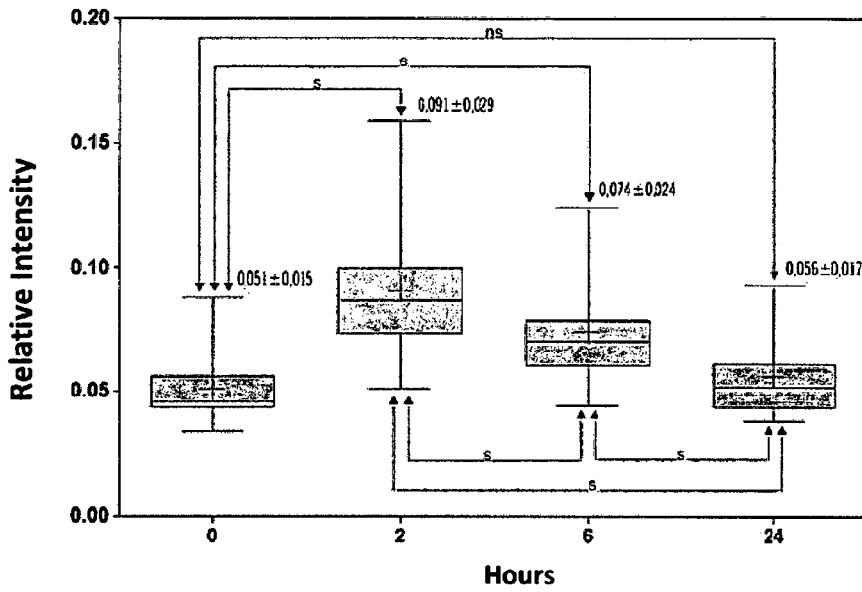 0.20
ns
s
s
0,091±0,029
0.15
0,074±0,024
Relative Intensity
0.10
0,051±0,015
0,056±0,017
0.05
s
s
s
0.00
0
2
6
24
Hours